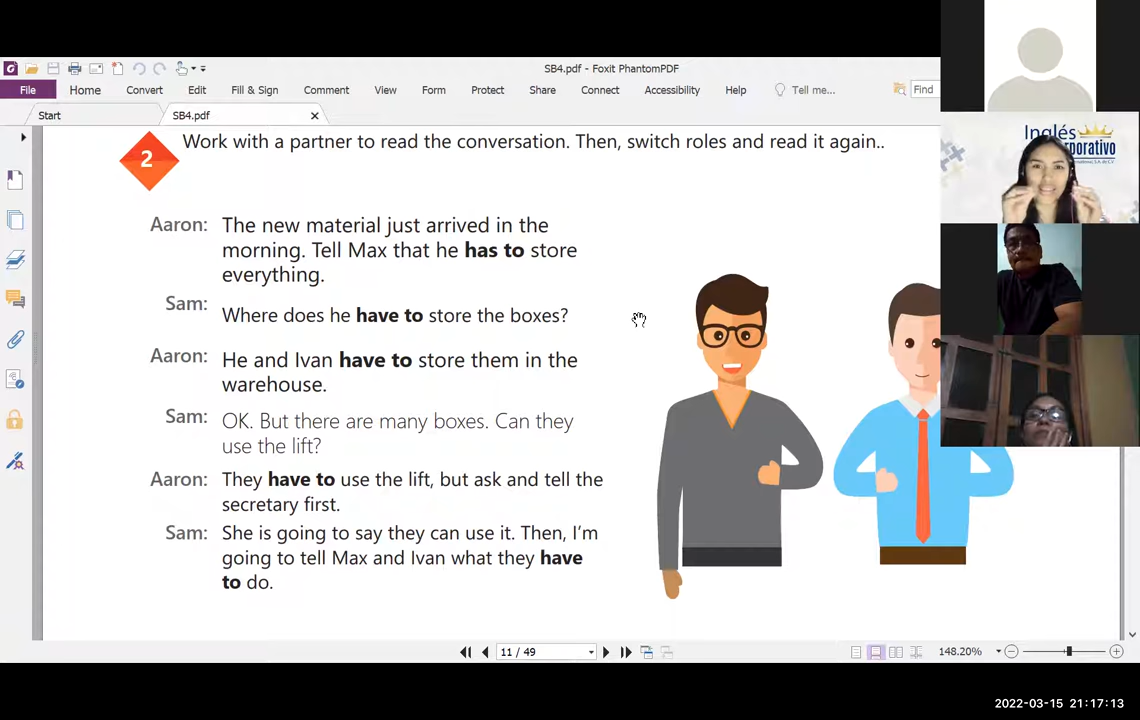 SB4.pdf - Foxit PhantomPDF
File Home Convert Edit Fill & Sign Comment View Form Protect Share Connect Accessibility Help Tell me... Find
Start SB4.pdf
2 Work with a partner to read the conversation. Then, switch roles and read it again..
Aaron: The new material just arrived in the
morning. Tell Max that he has to store
everything.
Sam: Where does he have to store the boxes?
Aaron: He and Ivan have to store them in the
warehouse.
Sam: OK. But there are many boxes. Can they
use the lift?
Aaron: They have to use the lift, but ask and tell the
secretary first.
Sam: She is going to say they can use it. Then, I'm
going to tell Max and Ivan what they have
to do.
Inglés
rporativo
11 / 49
148.20%
2022-03-15 21:17:13